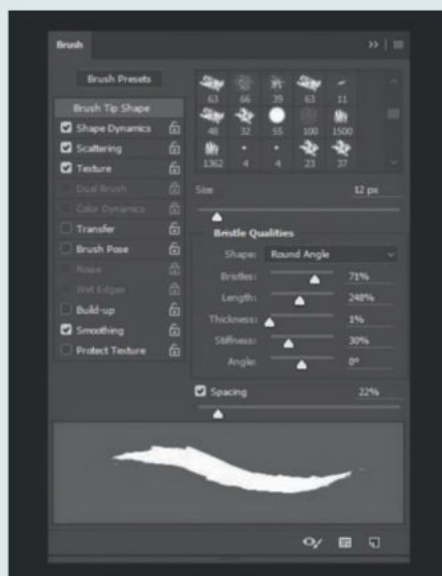 Brush
Brush Presets
Brush Tip Shape
Shape Dynamics
Scattering
Texture
Dual Brush
Color Dynamics
Transfer
Brush Pose
Noise
Wet Edges
Build-up
Smoothing
Protect Texture
63 66 39 63 11
48 32 55 100 1500
1362 4 4 23 37
Size 12 px
Bristle Qualities
Shape: Round Angle
Bristles: 71%
Length: 248%
Thickness: 1%
Stiffness: 30%
Angle: 0°
Spacing 22%